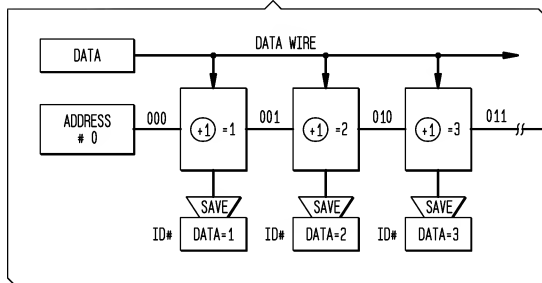 DATA
DATA WIRE
ADDRESS
# 0
000
+1 =1
001
+1 =2
010
+1 =3
011
SAVE
SAVE
SAVE
ID# DATA=1
ID# DATA=2
ID# DATA=3